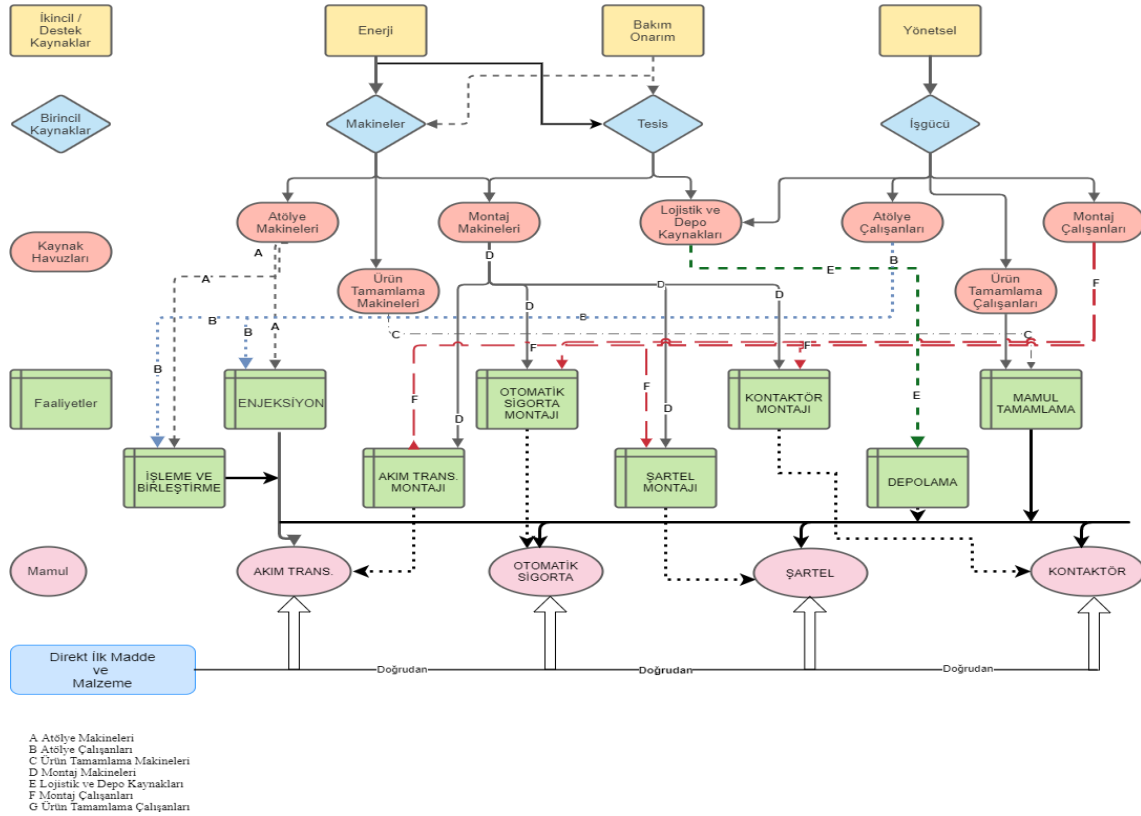 İkincil /
Destek
Kaynaklar
Enerji
Bakım
Onarım
Yönetsel
Birincil
Kaynaklar
Makineler
Tesis
İşgücü
Kaynak
Havuzları
Atölye
Makineleri
Montaj
Makineleri
Lojistik ve
Depo
Kaynakları
Atölye
Çalışanları
Montaj
Çalışanları
Ürün
Tamamlama
Makineleri
Ürün
Tamamlama
Çalışanları
A
A
A
B
B
B
B
B
C
C
D
D
D
D
D
D
E
E
F
F
F
F
F
Faaliyetler
ENJEKSİYON
OTOMATİK
SİGORTA
MONTAJI
KONTAKTÖR
MONTAJI
MAMUL
TAMAMLAMA
İŞLEME VE
BİRLEŞTİRME
AKIM TRANS.
MONTAJI
ŞARTEL
MONTAJI
DEPOLAMA
Mamul
AKIM TRANS.
OTOMATİK
SİGORTA
ŞARTEL
KONTAKTÖR
Direkt İlk Madde
ve
Malzeme
Doğrudan
Doğrudan
Doğrudan
A Atölye Makineleri
B Atölye Çalışanları
C Ürün Tamamlama Makineleri
D Montaj Makineleri
E Lojistik ve Depo Kaynakları
F Montaj Çalışanları
G Ürün Tamamlama Çalışanları